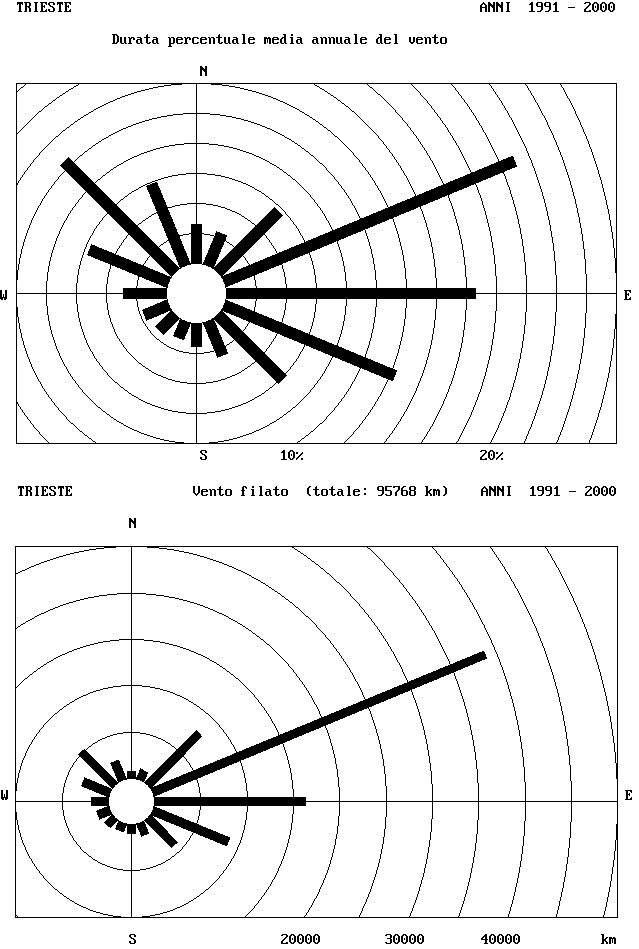 TRIESTE ANNI 1991 - 2000
Durata percentuale media annuale del vento
N
W E
S 10% 20%
TRIESTE Vento filato (totale: 95768 km) ANNI 1991 - 2000
N
W E
S 20000 30000 40000 km